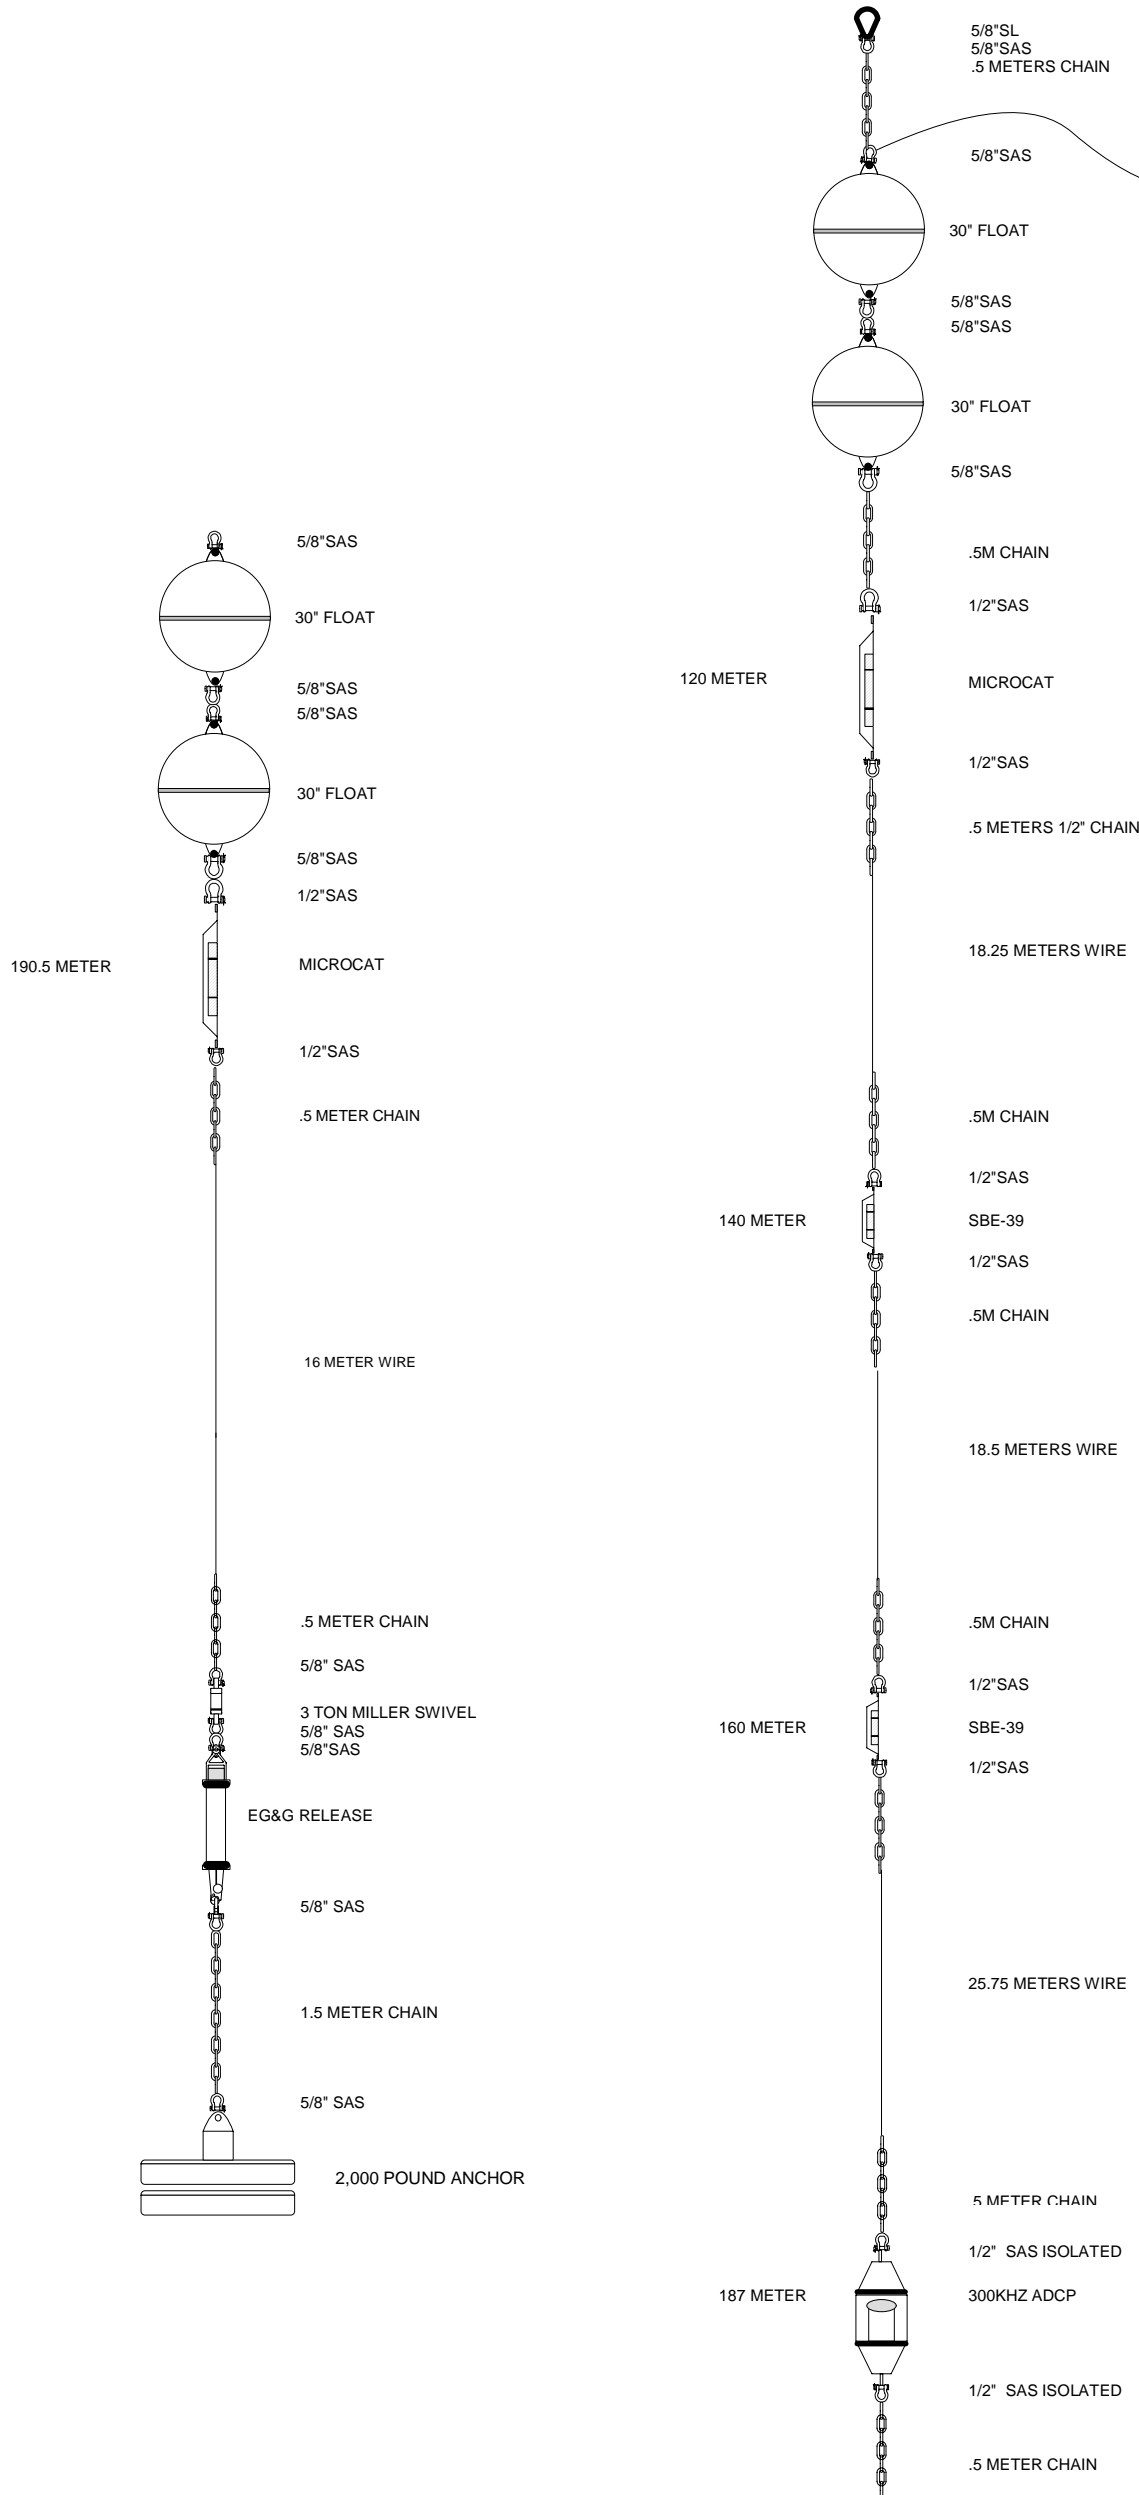 5/8"SAS
30" FLOAT
5/8"SAS
5/8"SAS
30" FLOAT
5/8"SAS
1/2"SAS
190.5 METER
MICROCAT
1/2"SAS
.5 METER CHAIN
16 METER WIRE
.5 METER CHAIN
5/8" SAS
3 TON MILLER SWIVEL
5/8" SAS
5/8"SAS
EG&G RELEASE
5/8" SAS
1.5 METER CHAIN
5/8" SAS
2,000 POUND ANCHOR
5/8"SL
5/8"SAS
.5 METERS CHAIN
5/8"SAS
30" FLOAT
5/8"SAS
5/8"SAS
30" FLOAT
5/8"SAS
.5M CHAIN
1/2"SAS
120 METER
MICROCAT
1/2"SAS
.5 METERS 1/2" CHAIN
18.25 METERS WIRE
.5M CHAIN
1/2"SAS
140 METER
SBE-39
1/2"SAS
.5M CHAIN
18.5 METERS WIRE
.5M CHAIN
1/2"SAS
160 METER
SBE-39
1/2"SAS
25.75 METERS WIRE
.5 METER CHAIN
1/2" SAS ISOLATED
187 METER
300KHZ ADCP
1/2" SAS ISOLATED
.5 METER CHAIN